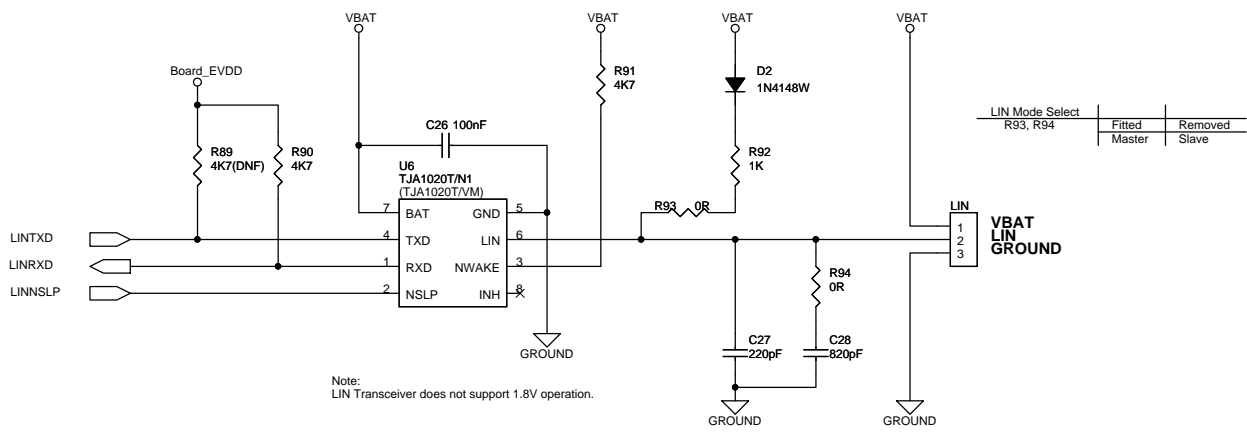 VBAT
VBAT
VBAT
VBAT
Board_EVDD
R91
4K7
D2
1N4148W
LIN Mode Select
R93, R94 Fitted Removed
Master Slave
C26 100nF
R89
4K7(DNF)
R90
4K7
R92
1K
U6
TJA1020T/N1
(TJA1020T/VM)
R93 0R
7 BAT GND 5
LINTXD 4 TXD LIN 6
LINRXD 1 RXD NWAKE 3
LINNSLP 2 NSLP INH 8
LIN
1 VBAT
2 LIN
3 GROUND
R94
0R
C27
220pF
C28
820pF
GROUND
Note:
LIN Transceiver does not support 1.8V operation.
GROUND
GROUND